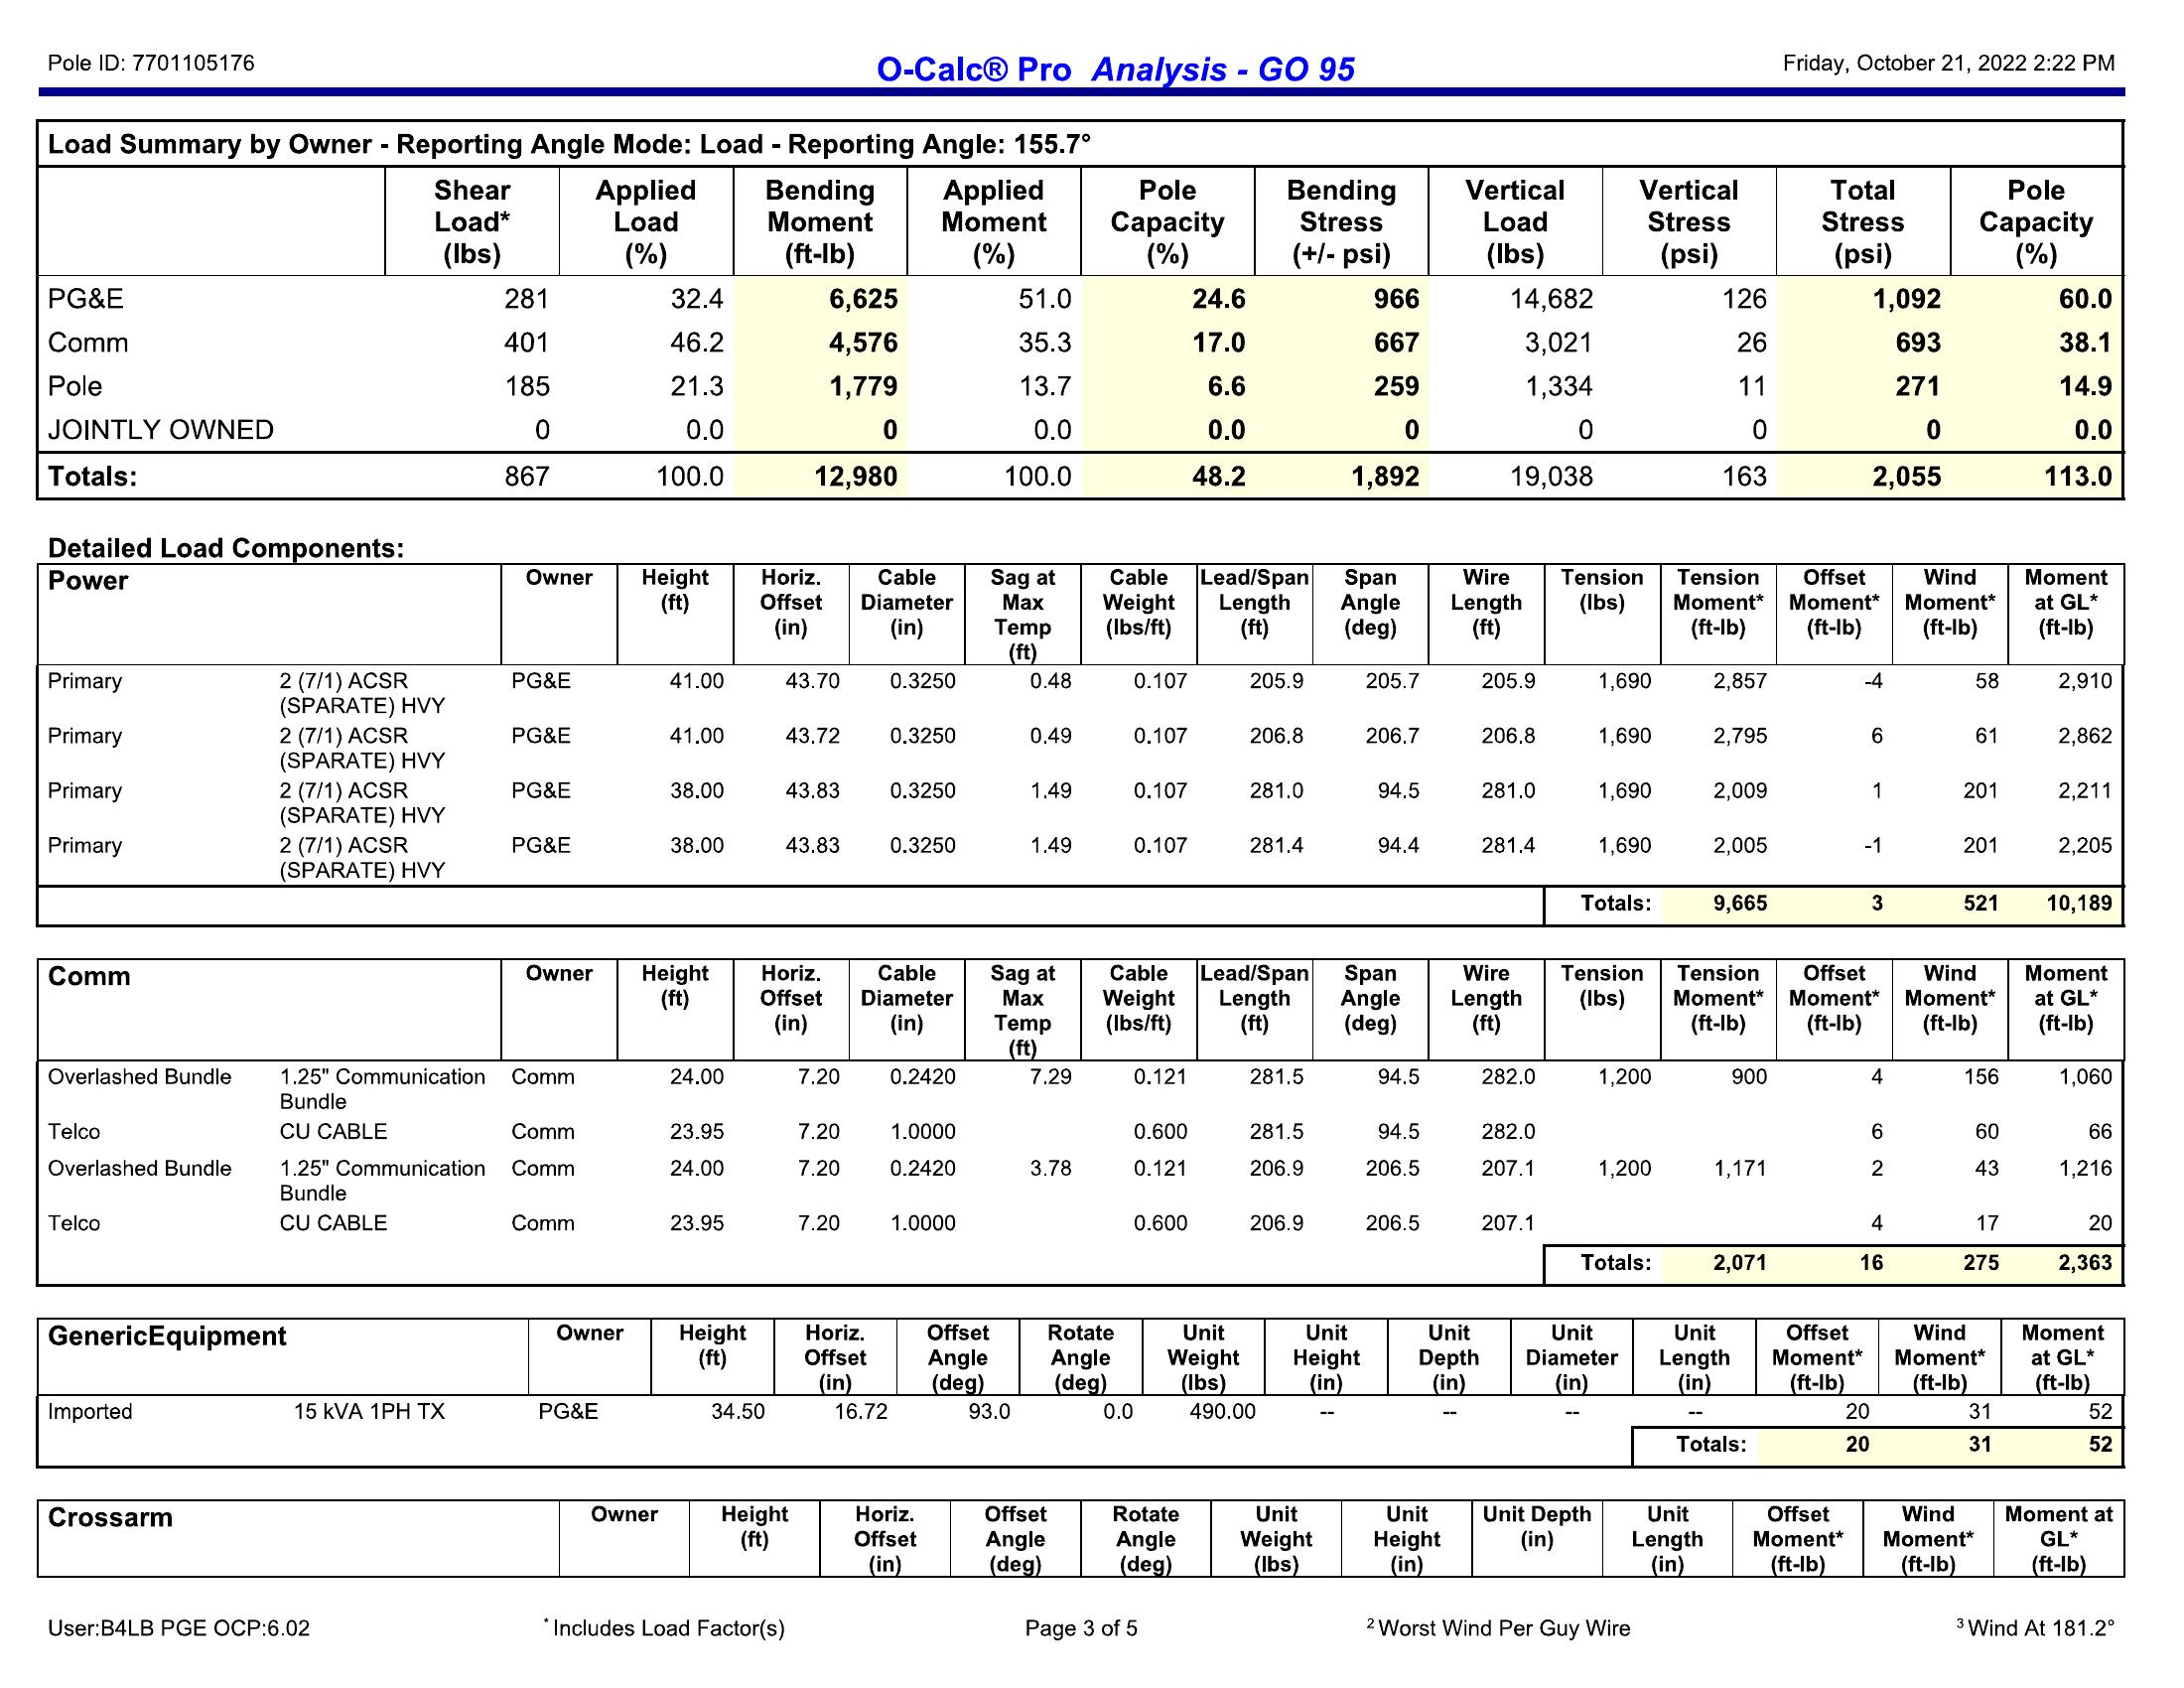 Pole ID: 7701105176
O-Calc® Pro Analysis - GO 95
Friday, October 21, 2022 2:22 PM
Load Summary by Owner - Reporting Angle Mode: Load - Reporting Angle: 155.7°
Shear Load* (lbs) Applied Load (%) Bending Moment (ft-lb) Applied Moment (%) Pole Capacity (%) Bending Stress (+/- psi) Vertical Load (lbs) Vertical Stress (psi) Total Stress (psi) Pole Capacity (%)
PG&E 281 32.4 6,625 51.0 24.6 966 14,682 126 1,092 60.0
Comm 401 46.2 4,576 35.3 17.0 667 3,021 26 693 38.1
Pole 185 21.3 1,779 13.7 6.6 259 1,334 11 271 14.9
JOINTLY OWNED 0 0.0 0 0.0 0.0 0 0 0 0 0.0
Totals: 867 100.0 12,980 100.0 48.2 1,892 19,038 163 2,055 113.0
Detailed Load Components:
Power Owner Height (ft) Horiz. Offset (in) Cable Diameter (in) Sag at Max Temp (ft) Cable Weight (lbs/ft) Lead/Span Length (ft) Span Angle (deg) Wire Length (ft) Tension (lbs) Tension Moment* (ft-lb) Offset Moment* (ft-lb) Wind Moment* (ft-lb) Moment at GL* (ft-lb)
Primary 2 (7/1) ACSR (SPARATE) HVY PG&E 41.00 43.70 0.3250 0.48 0.107 205.9 205.7 205.9 1,690 2,857 -4 58 2,910
Primary 2 (7/1) ACSR (SPARATE) HVY PG&E 41.00 43.72 0.3250 0.49 0.107 206.8 206.7 206.8 1,690 2,795 6 61 2,862
Primary 2 (7/1) ACSR (SPARATE) HVY PG&E 38.00 43.83 0.3250 1.49 0.107 281.0 94.5 281.0 1,690 2,009 1 201 2,211
Primary 2 (7/1) ACSR (SPARATE) HVY PG&E 38.00 43.83 0.3250 1.49 0.107 281.4 94.4 281.4 1,690 2,005 -1 201 2,205
Totals: 9,665 3 521 10,189
Comm Owner Height (ft) Horiz. Offset (in) Cable Diameter (in) Sag at Max Temp (ft) Cable Weight (lbs/ft) Lead/Span Length (ft) Span Angle (deg) Wire Length (ft) Tension (lbs) Tension Moment* (ft-lb) Offset Moment* (ft-lb) Wind Moment* (ft-lb) Moment at GL* (ft-lb)
Overlashed Bundle 1.25" Communication Bundle Comm 24.00 7.20 0.2420 7.29 0.121 281.5 94.5 282.0 1,200 900 4 156 1,060
Telco CU CABLE Comm 23.95 7.20 1.0000 0.600 281.5 94.5 282.0 6 60 66
Overlashed Bundle 1.25" Communication Bundle Comm 24.00 7.20 0.2420 3.78 0.121 206.9 206.5 207.1 1,200 1,171 2 43 1,216
Telco CU CABLE Comm 23.95 7.20 1.0000 0.600 206.9 206.5 207.1 4 17 20
Totals: 2,071 16 275 2,363
GenericEquipment Owner Height (ft) Horiz. Offset (in) Offset Angle (deg) Rotate Angle (deg) Unit Weight (lbs) Unit Height (in) Unit Depth (in) Unit Diameter (in) Unit Length (in) Offset Moment* (ft-lb) Wind Moment* (ft-lb) Moment at GL* (ft-lb)
Imported 15 kVA 1PH TX PG&E 34.50 16.72 93.0 0.0 490.00 -- -- -- -- 20 31 52
Totals: 20 31 52
Crossarm Owner Height (ft) Horiz. Offset (in) Offset Angle (deg) Rotate Angle (deg) Unit Weight (lbs) Unit Height (in) Unit Depth (in) Unit Length (in) Offset Moment* (ft-lb) Wind Moment* (ft-lb) Moment at GL* (ft-lb)
User:B4LB PGE OCP:6.02 * Includes Load Factor(s) Page 3 of 5 2 Worst Wind Per Guy Wire 3 Wind At 181.2°